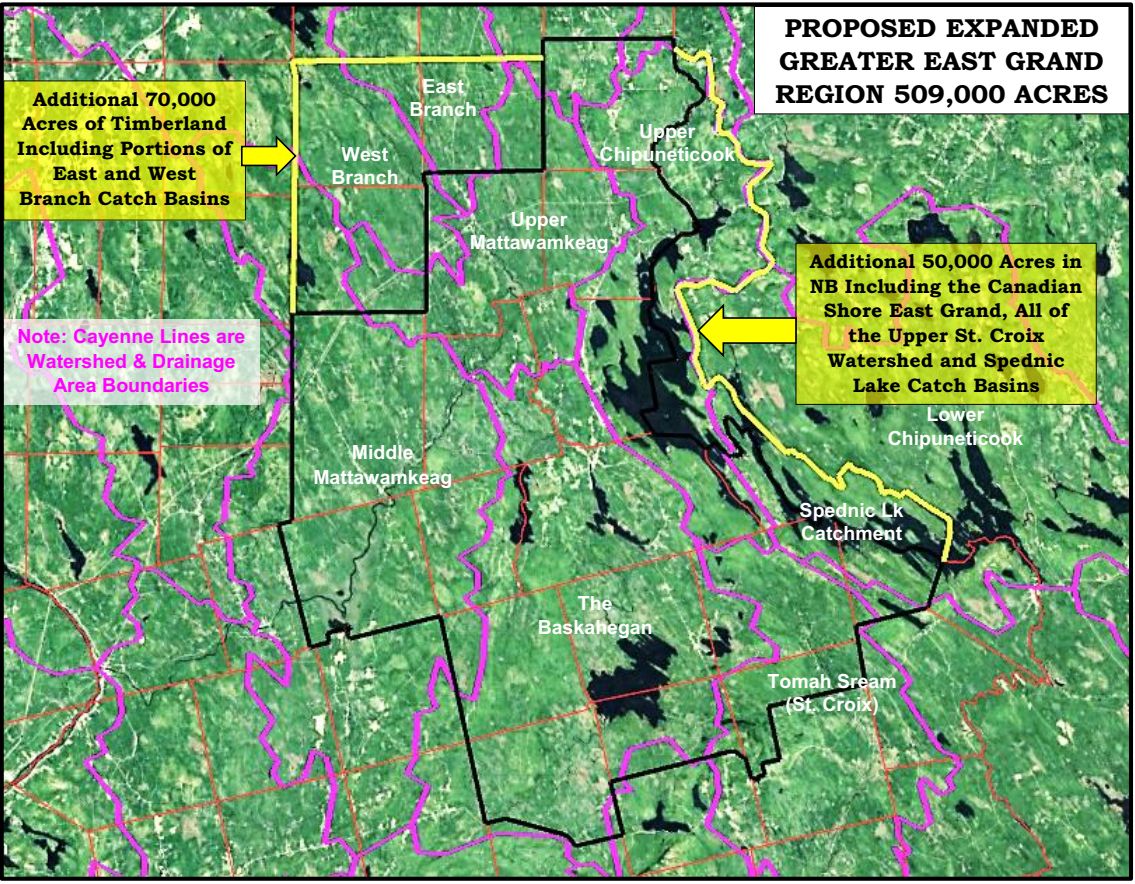 PROPOSED EXPANDED
GREATER EAST GRAND
REGION 509,000 ACRES
Additional 70,000
Acres of Timberland
Including Portions of
East and West
Branch Catch Basins
East
Branch
West
Branch
Upper
Chipuneticook
Upper
Mattawamkeag
Additional 50,000 Acres in
NB Including the Canadian
Shore East Grand, All of
the Upper St. Croix
Watershed and Spednic
Lake Catch Basins
Note: Cayenne Lines are
Watershed & Drainage
Area Boundaries
Lower
Chipuneticook
Middle
Mattawamkeag
Spednic Lk
Catchment
The
Baskahegan
Tomah Sream
(St. Croix)